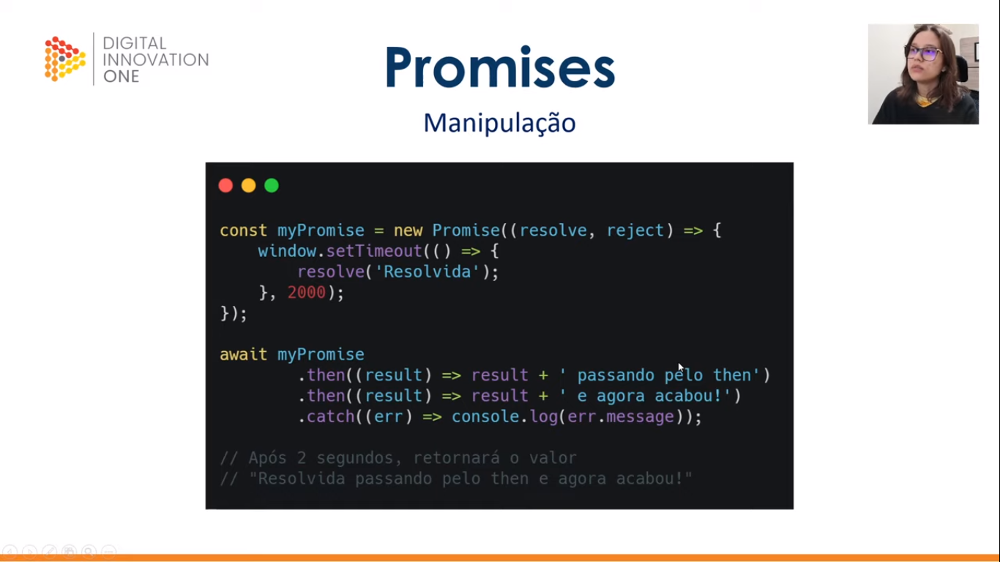 DIGITAL
INNOVATION
ONE
Promises
Manipulação
const myPromise = new Promise((resolve, reject) => {
    window.setTimeout(() => {
        resolve('Resolvida');
    }, 2000);
});
await myPromise
        .then((result) => result + ' passando pelo then')
        .then((result) => result + ' e agora acabou!')
        .catch((err) => console.log(err.message));
// Após 2 segundos, retornará o valor
// "Resolvida passando pelo then e agora acabou!"